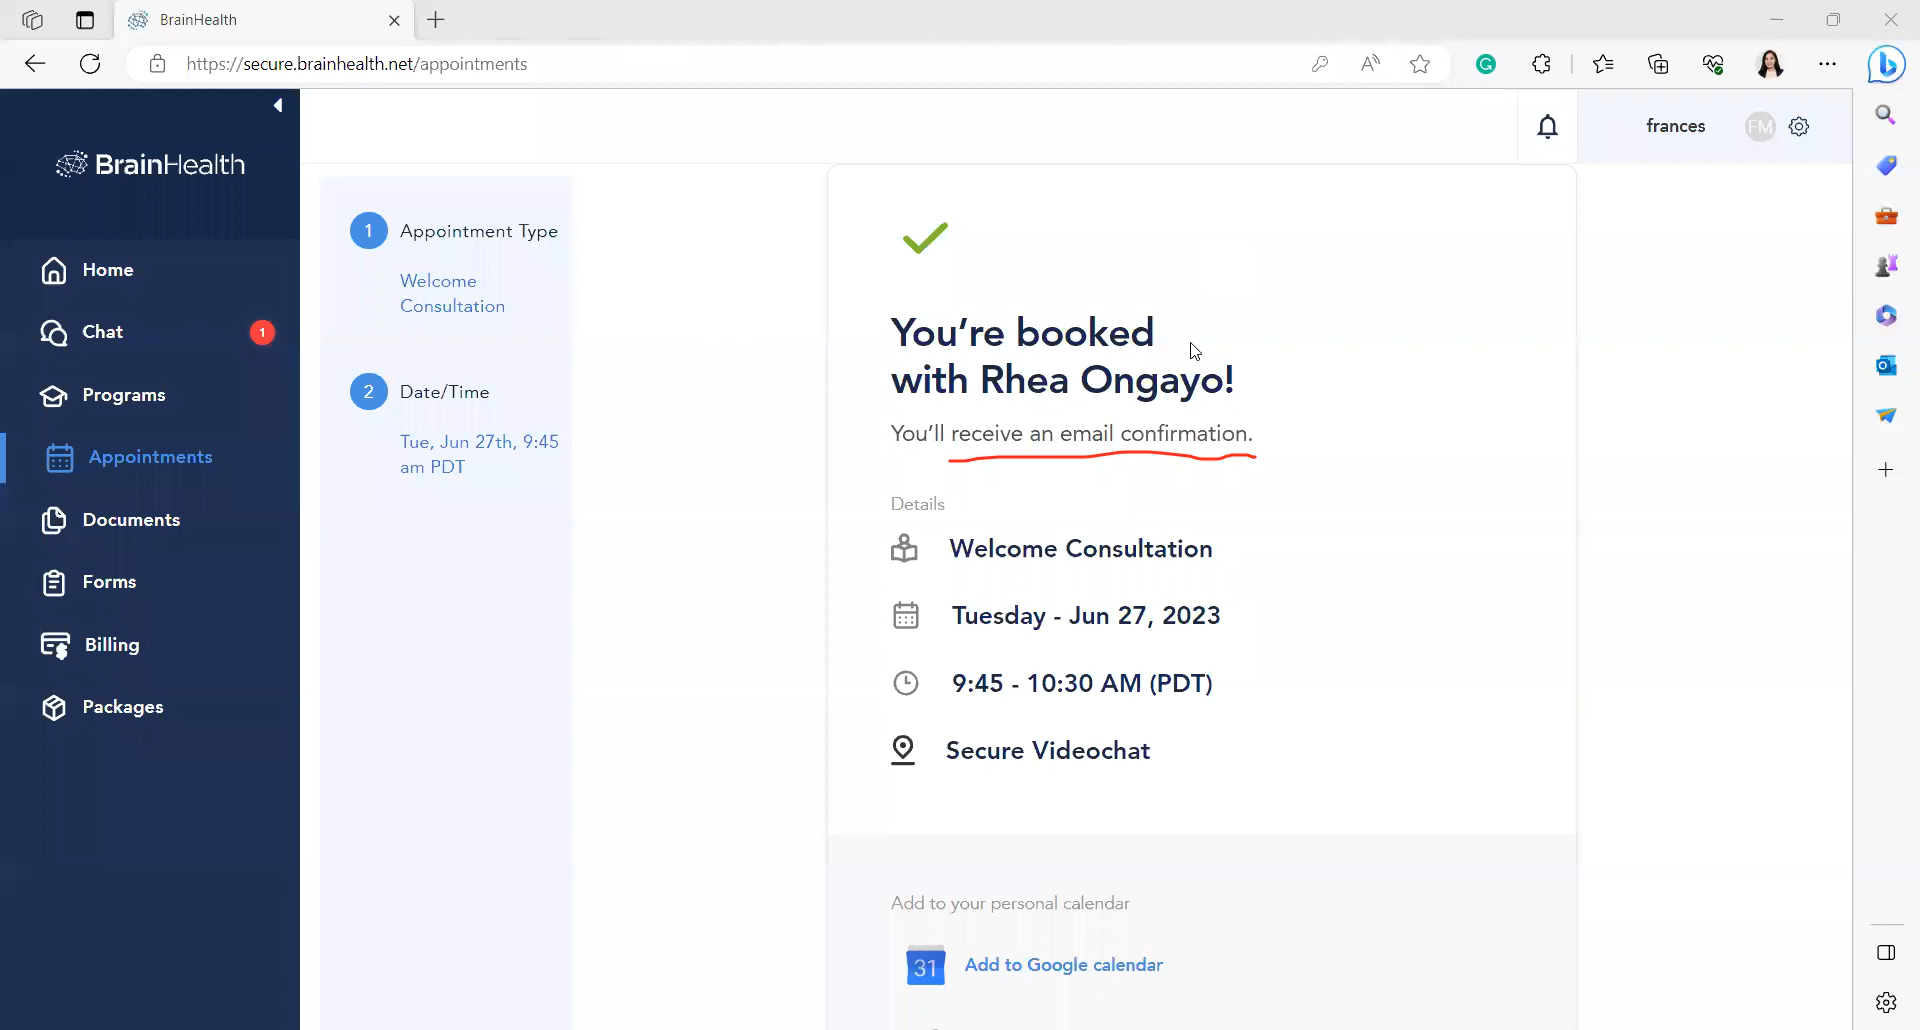 BrainHealth
https://secure.brainhealth.net/appointments
BrainHealth
frances
FM
Home
Chat
1
Programs
Appointments
Documents
Forms
Billing
Packages
1
Appointment Type
Welcome
Consultation
2
Date/Time
Tue, Jun 27th, 9:45
am PDT
You're booked
with Rhea Ongayo!
You'll receive an email confirmation.
Details
Welcome Consultation
Tuesday - Jun 27, 2023
9:45 - 10:30 AM (PDT)
Secure Videochat
Add to your personal calendar
31
Add to Google calendar